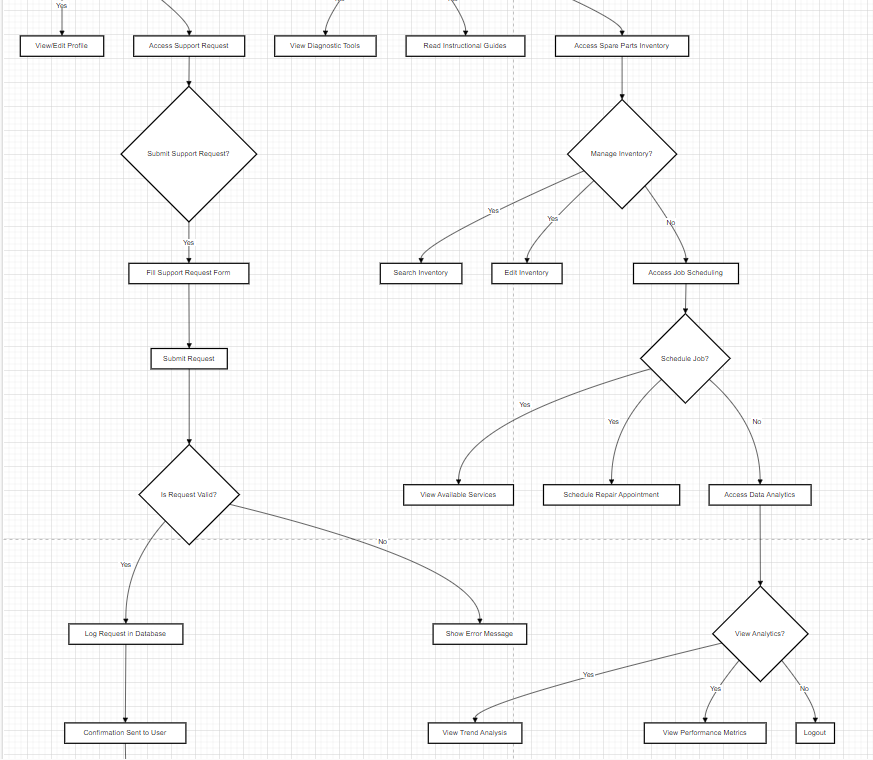 Yes
View/Edit Profile
Access Support Request
View Diagnostic Tools
Read Instructional Guides
Access Spare Parts Inventory
Submit Support Request?
Manage Inventory?
Yes
Yes
No
Yes
Fill Support Request Form
Search Inventory
Edit Inventory
Access Job Scheduling
Submit Request
Schedule Job?
Yes
Yes
No
Is Request Valid?
View Available Services
Schedule Repair Appointment
Access Data Analytics
No
Yes
Log Request in Database
Show Error Message
View Analytics?
Yes
Yes
No
Confirmation Sent to User
View Trend Analysis
View Performance Metrics
Logout